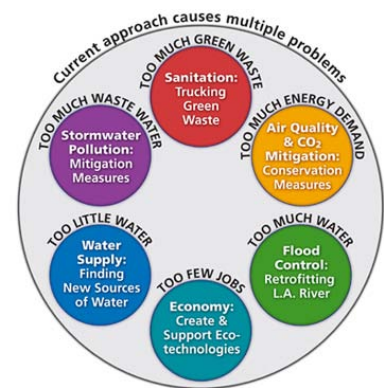 Current approach causes multiple problems
TOO MUCH GREEN WASTE
Sanitation:
Trucking
Green
Waste
TOO MUCH ENERGY DEMAND
Air Quality
& CO₂
Mitigation:
Conservation
Measures
TOO MUCH WATER
Flood
Control:
Retrofitting
L.A. River
TOO FEW JOBS
Economy:
Create &
Support Eco-
technologies
TOO LITTLE WATER
Water
Supply:
Finding
New Sources
of Water
TOO MUCH WASTE WATER
Stormwater
Pollution:
Mitigation
Measures